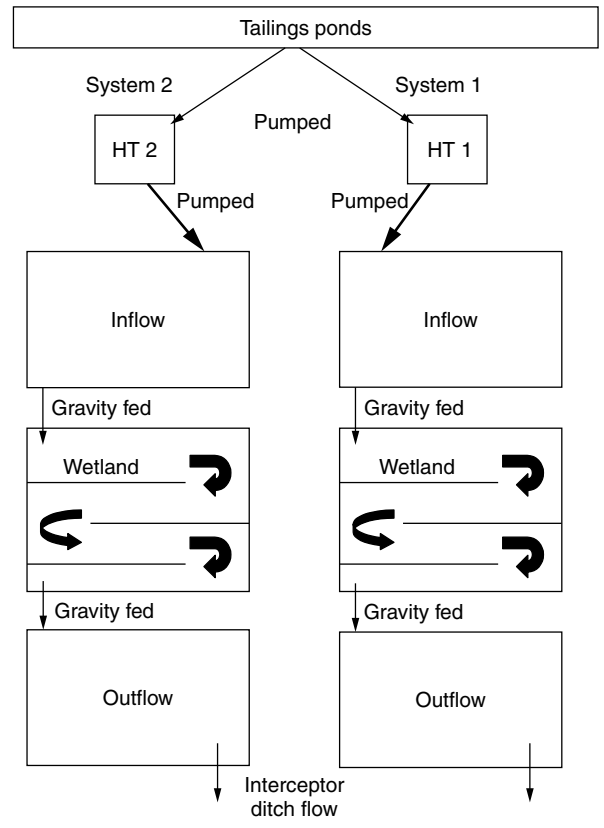 Tailings ponds
System 2
System 1
Pumped
HT 2
HT 1
Pumped
Pumped
Inflow
Inflow
Gravity fed
Gravity fed
Wetland
Wetland
Gravity fed
Gravity fed
Outflow
Outflow
Interceptor
ditch flow